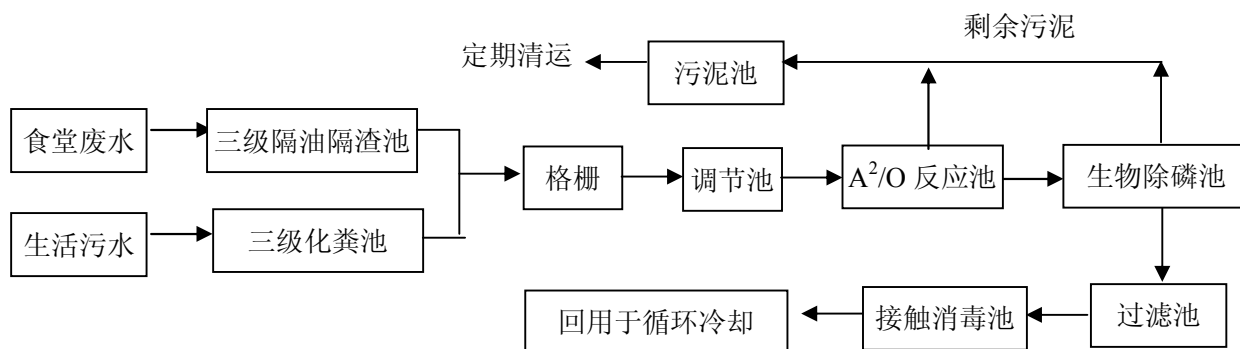 剩余污泥
定期清运
污泥池
食堂废水
三级隔油隔渣池
格栅
调节池
A²/O 反应池
生物除磷池
生活污水
三级化粪池
回用于循环冷却
接触消毒池
过滤池